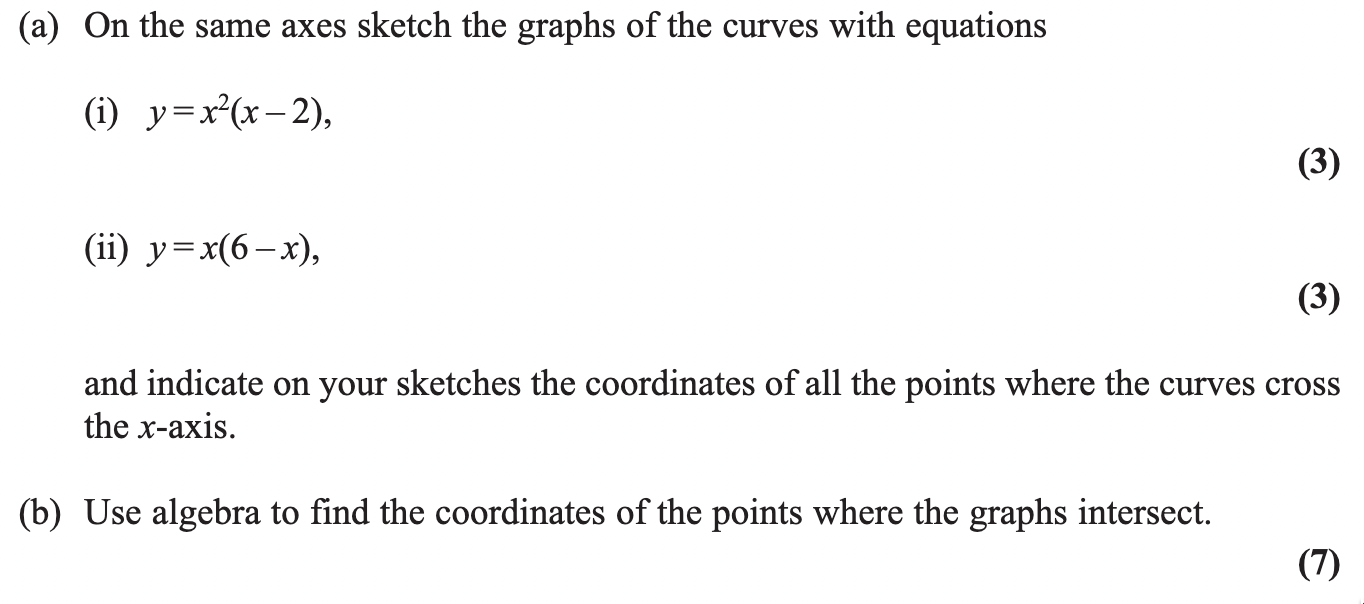 (a) On the same axes sketch the graphs of the curves with equations
(i) y = x²(x – 2),
(3)
(ii) y = x(6 – x),
(3)
and indicate on your sketches the coordinates of all the points where the curves cross
the x-axis.
(b) Use algebra to find the coordinates of the points where the graphs intersect.
(7)